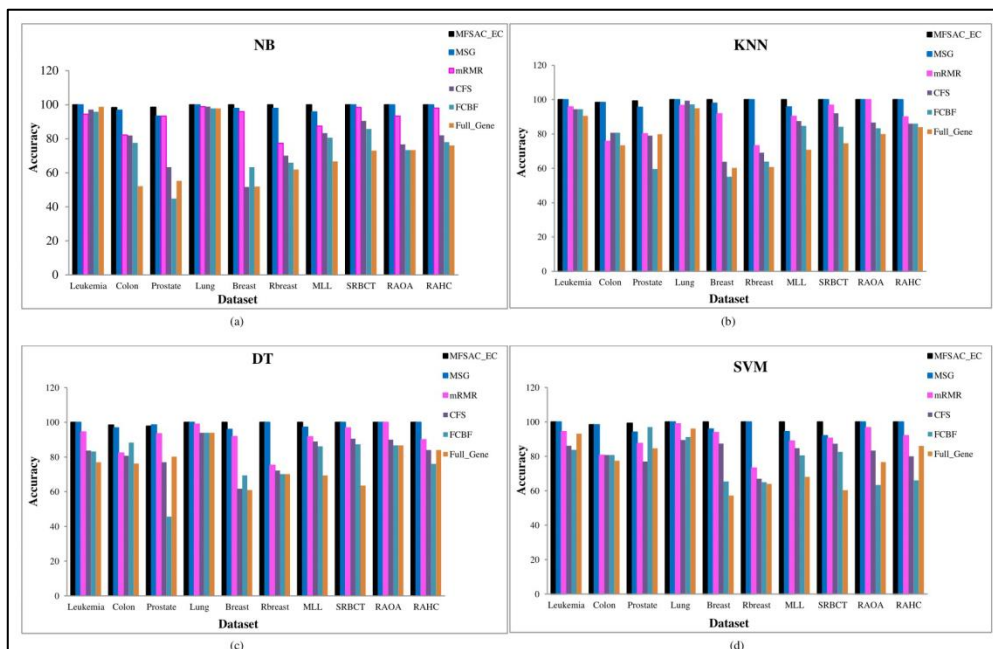 NB
MFSAC_EC
MSG
mRMR
CFS
FCBF
Full_Gene
120
100
80
60
40
20
0
Accuracy
Leukemia Colon Prostate Lung Breast Rbreast MLL SRBCT RAOA RAHC
Dataset
(a)
KNN
MFSAC_EC
MSG
mRMR
CFS
FCBF
Full_Gene
120
100
80
60
40
20
0
Accuracy
Leukemia Colon Prostate Lung Breast Rbreast MLL SRBCT RAOA RAHC
Dataset
(b)
DT
MFSAC_EC
MSG
mRMR
CFS
FCBF
Full_Gene
120
100
80
60
40
20
0
Accuracy
Leukemia Colon Prostate Lung Breast Rbreast MLL SRBCT RAOA RAHC
Dataset
(c)
SVM
MFSAC_EC
MSG
mRMR
CFS
FCBF
Full_Gene
120
100
80
60
40
20
0
Accuracy
Leukemia Colon Prostate Lung Breast Rbreast MLL SRBCT RAOA RAHC
Dataset
(d)